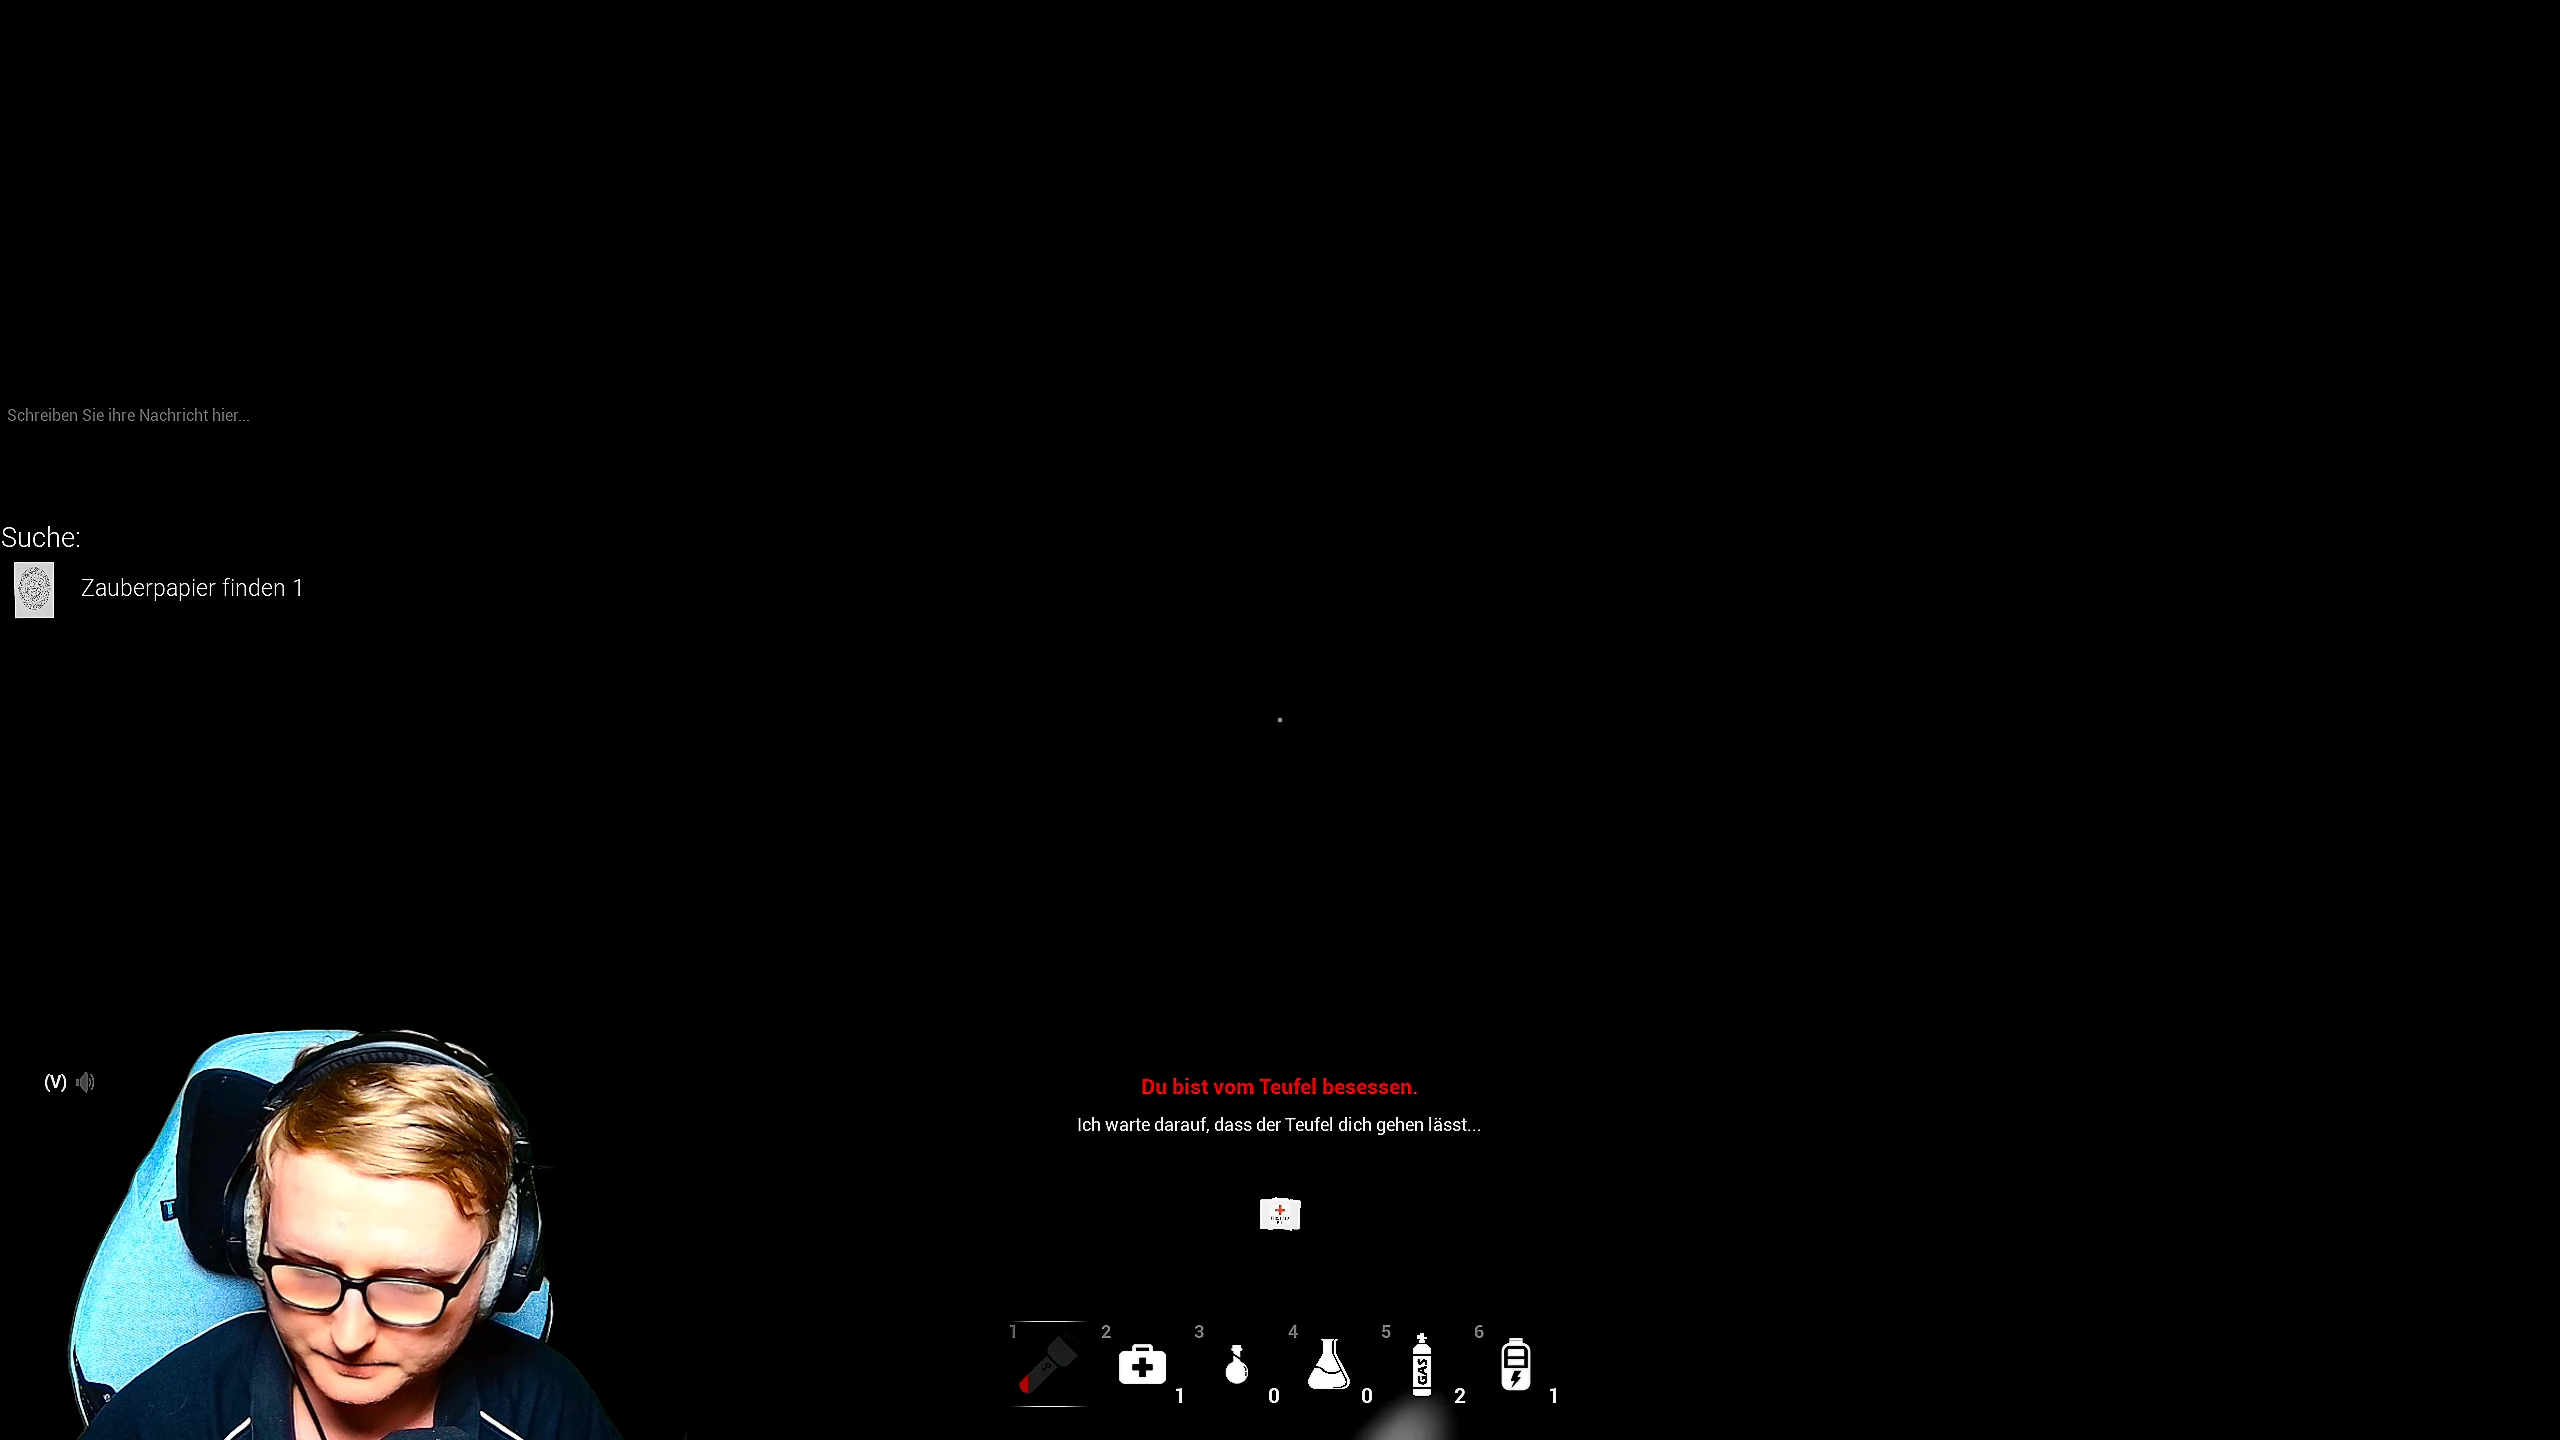 Schreiben Sie ihre Nachricht hier...
Suche:
Zauberpapier finden 1
(V)
Du bist vom Teufel besessen.
Ich warte darauf, dass der Teufel dich gehen lässt...
1 2 3 4 5 6
GAS
1 0 0 2 1